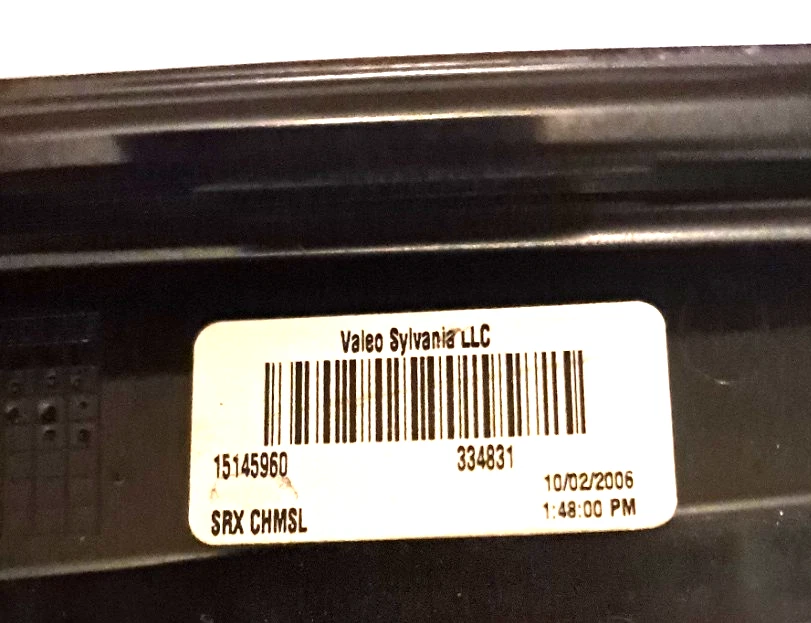 Valeo Sylvania LLC
15145960 334831
10/02/2006
SRX CHMSL 1:48:00 PM